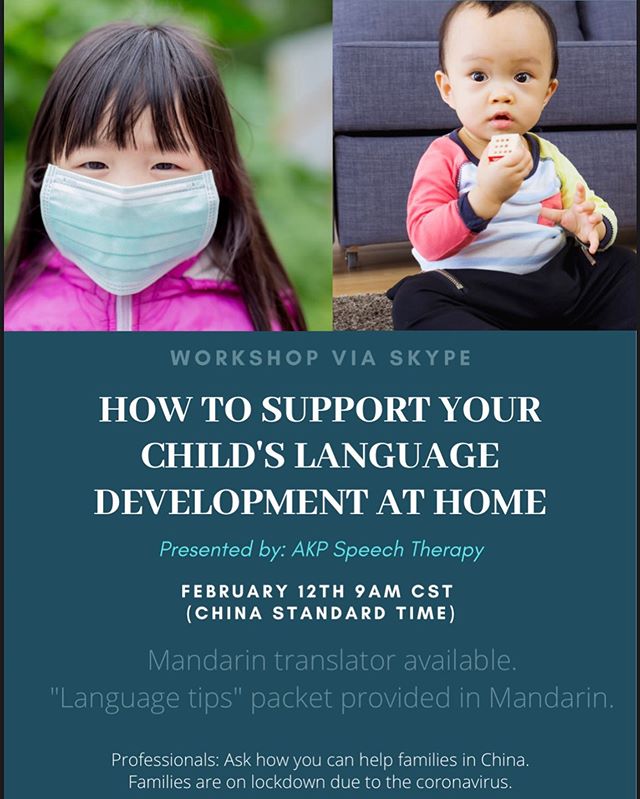 WORKSHOP VIA SKYPE
HOW TO SUPPORT YOUR
CHILD'S LANGUAGE
DEVELOPMENT AT HOME
Presented by: AKP Speech Therapy
FEBRUARY 12TH 9AM CST
(CHINA STANDARD TIME)
Mandarin translator available.
"Language tips" packet provided in Mandarin.
Professionals: Ask how you can help families in China.
Families are on lockdown due to the coronavirus.